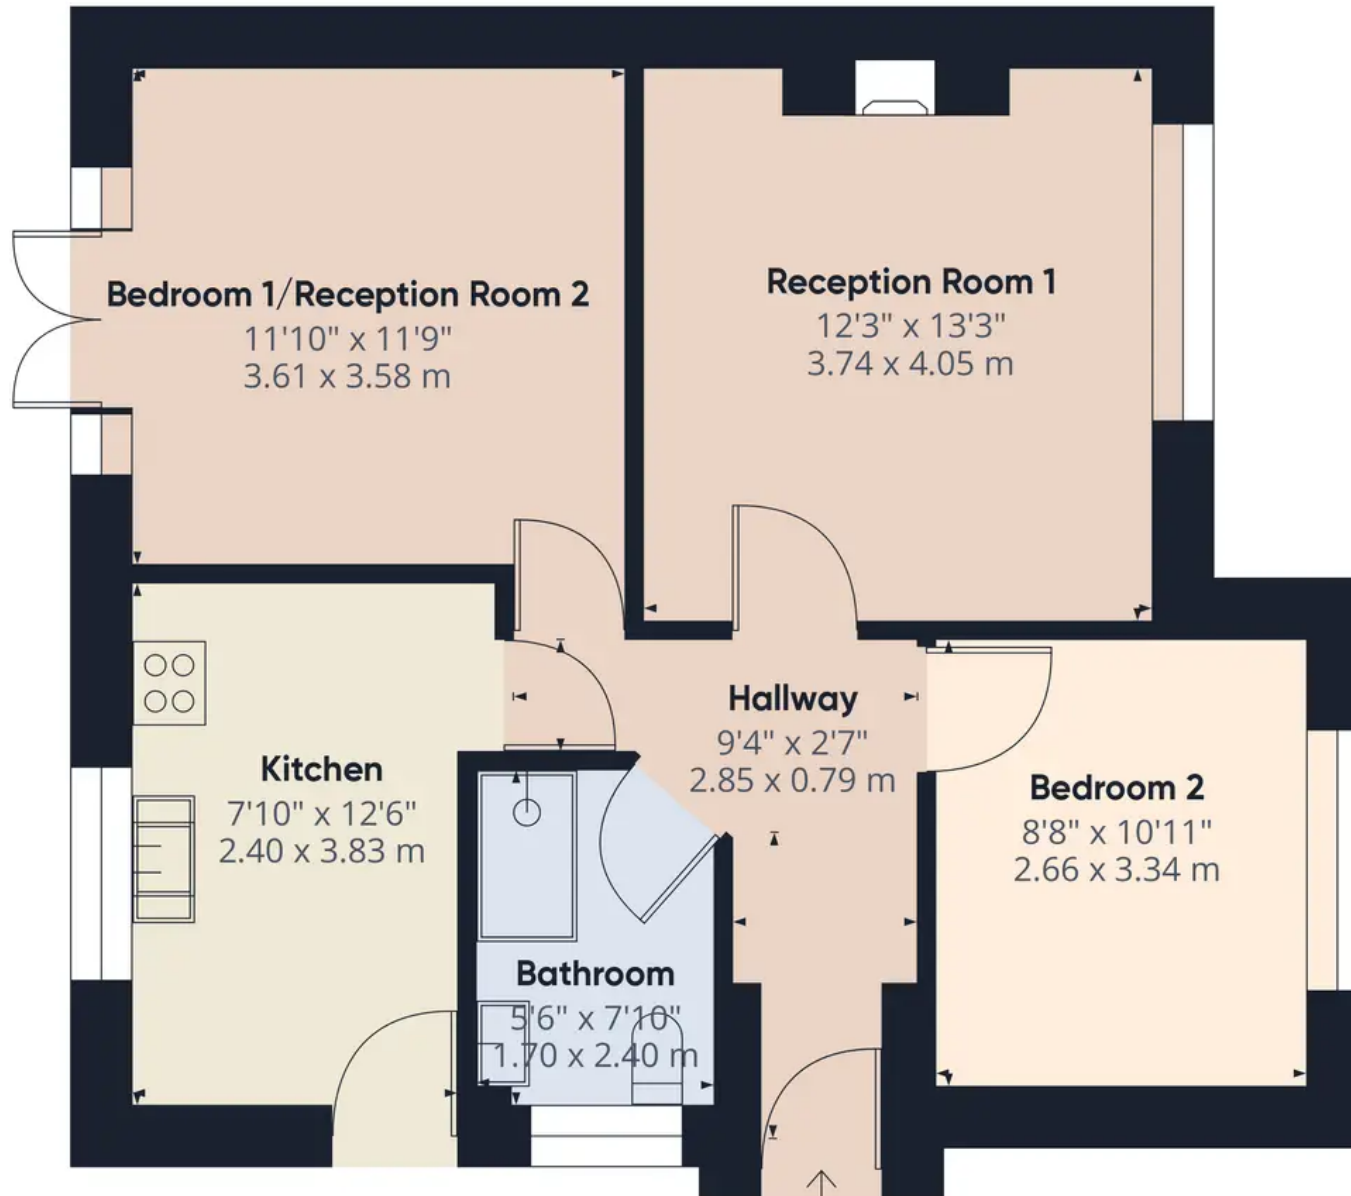 Bedroom 1/Reception Room 2
11'10" x 11'9"
3.61 x 3.58 m
Reception Room 1
12'3" x 13'3"
3.74 x 4.05 m
Hallway
9'4" x 2'7"
2.85 x 0.79 m
Kitchen
7'10" x 12'6"
2.40 x 3.83 m
Bedroom 2
8'8" x 10'11"
2.66 x 3.34 m
Bathroom
5'6" x 7'10"
1.70 x 2.40 m